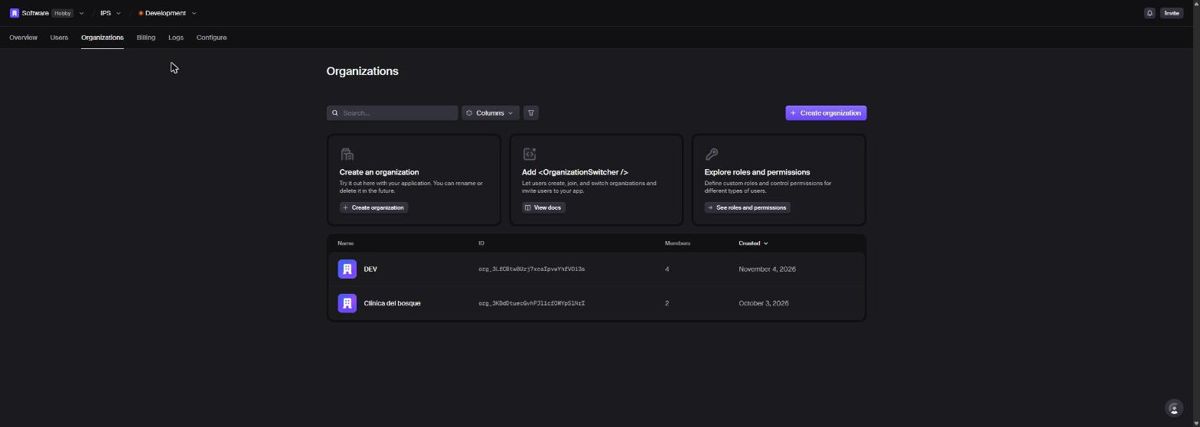 Software Hobby / IPS / Development Invite
Overview Users Organizations Billing Logs Configure
Organizations
Search... Columns + Create organization
Create an organization
Try it out here with your application. You can rename or
delete it in the future.
+ Create organization
Add <OrganizationSwitcher />
Let users create, join, and switch organizations and
invite users to your app.
View docs
Explore roles and permissions
Define custom roles and control permissions for
different types of users.
See roles and permissions
Name ID Members Created
DEV 4 November 4, 2026
Clinica del bosque 2 October 3, 2026